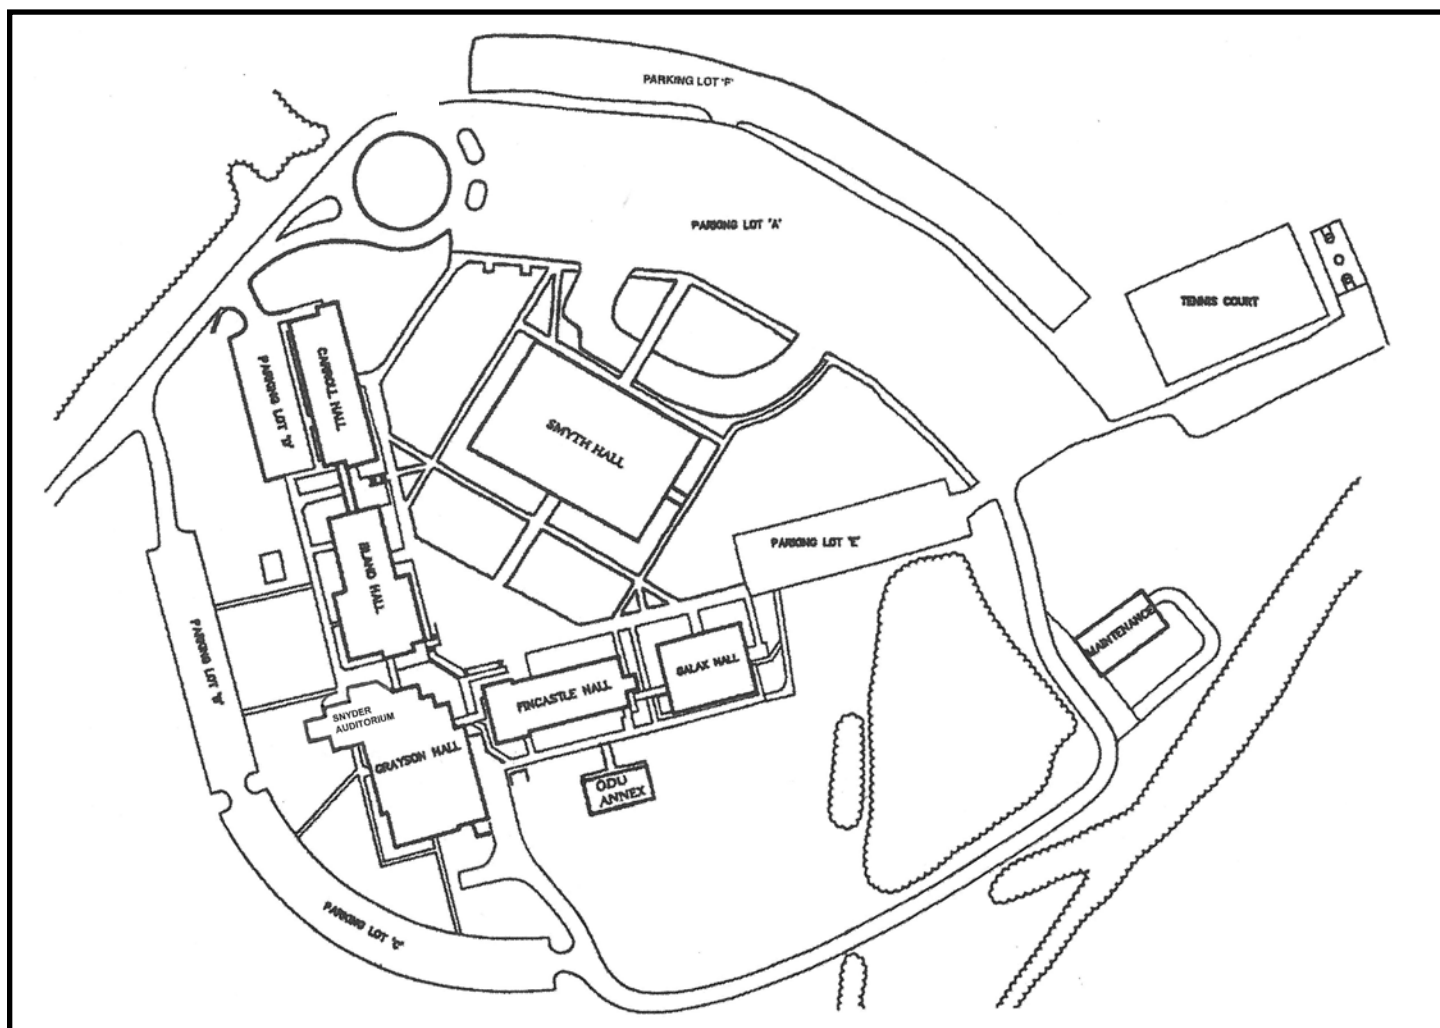 PARKING LOT "F"
PARKING LOT "A"
TENNIS COURT
CARROLL HALL
PARKING LOT "D"
SMYTH HALL
PARKING LOT "E"
BLAND HALL
MAINTENANCE
PARKING LOT "B"
GALAX HALL
FINCASTLE HALL
SNYDER
AUDITORIUM
GRAYSON HALL
ODU
ANNEX
PARKING LOT "C"